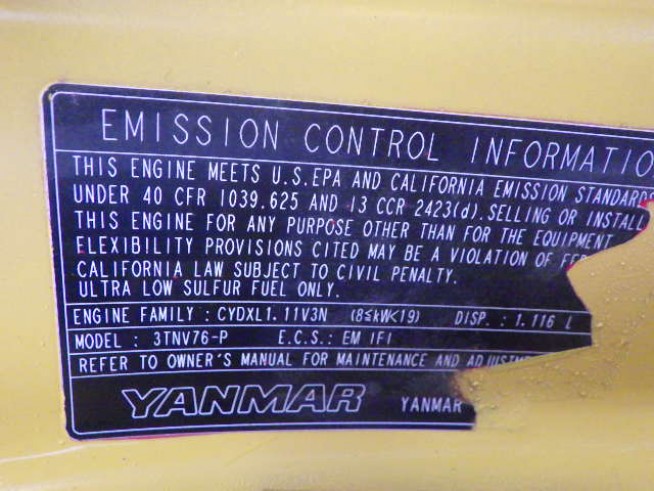 EMISSION CONTROL INFORMATIO
THIS ENGINE MEETS U.S.EPA AND CALIFORNIA EMISSION STANDARDS
UNDER 40 CFR 1039.625 AND 13 CCR 2423(d). SELLING OR INSTALL
THIS ENGINE FOR ANY PURPOSE OTHER THAN FOR THE EQUIPMENT
FLEXIBILITY PROVISIONS CITED MAY BE A VIOLATION OF FED
CALIFORNIA LAW SUBJECT TO CIVIL PENALTY.
ULTRA LOW SULFUR FUEL ONLY.
ENGINE FAMILY : CYDXL1.11V3N (8≤kW<19) DISP. : 1.116 L
MODEL : 3TNV76-P E.C.S.: EM IFI
REFER TO OWNER'S MANUAL FOR MAINTENANCE AND ADJUSTME
YANMAR YANMAR